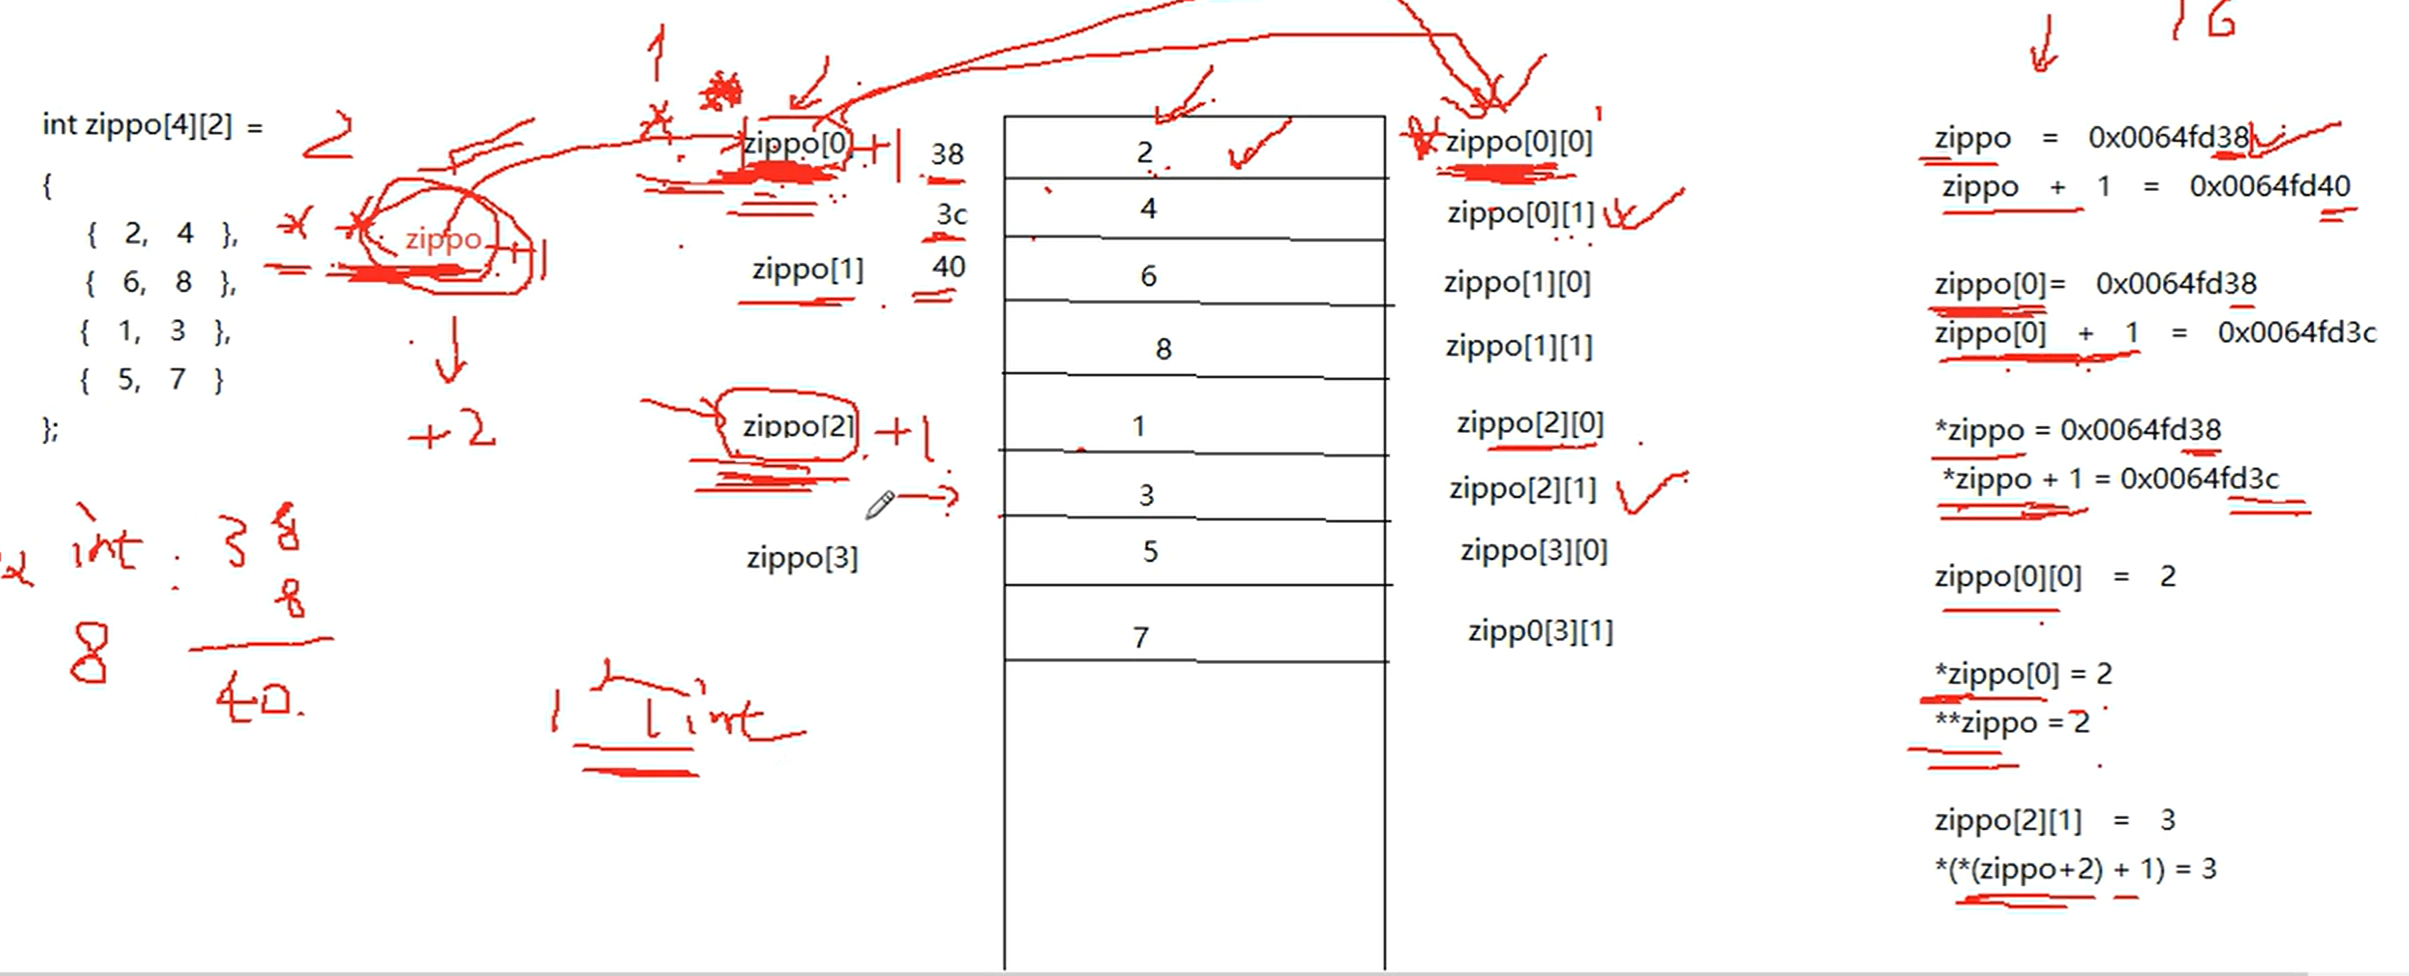 int zippo[4][2] =
{
{ 2, 4 },
{ 6, 8 },
{ 1, 3 },
{ 5, 7 }
};
2
* * zippo +1
+2
int : 38
8
8
40.
1
1 int
1
*
zippo[0] +1
zippo[1]
zippo[2] +1
?
zippo[3]
38
3c
40
2
4
6
8
1
3
5
7
* zippo[0][0]
zippo[0][1]
zippo[1][0]
zippo[1][1]
zippo[2][0]
zippo[2][1]
zippo[3][0]
zipp0[3][1]
16
zippo = 0x0064fd38
zippo + 1 = 0x0064fd40
zippo[0]= 0x0064fd38
zippo[0] + 1 = 0x0064fd3c
*zippo = 0x0064fd38
*zippo + 1 = 0x0064fd3c
zippo[0][0] = 2
*zippo[0] = 2
**zippo = 2
zippo[2][1] = 3
*(*(zippo+2) + 1) = 3